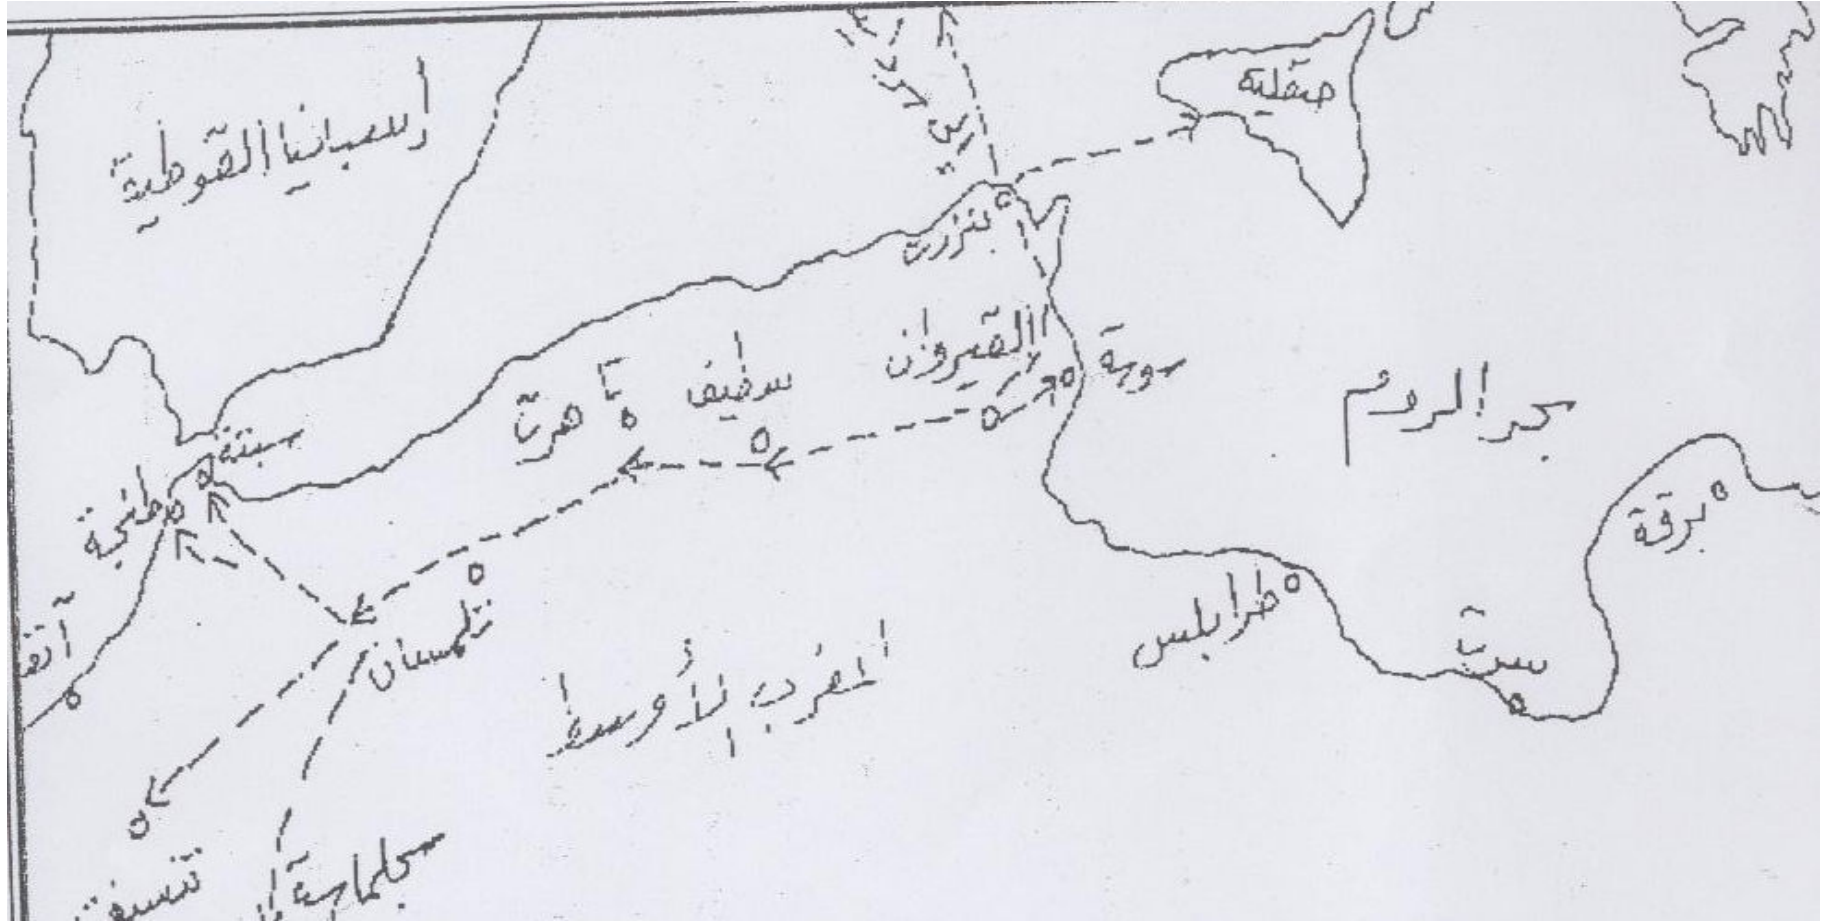 إسبانيا القوطية
صقلية
بنزرت
القيروان
سطيف
تاهرت
سوسة
بحر الروم
سبتة
طنجة
برقة
طرابلس
سرت
تلمسان
المغرب الأوسط
سجلماسة